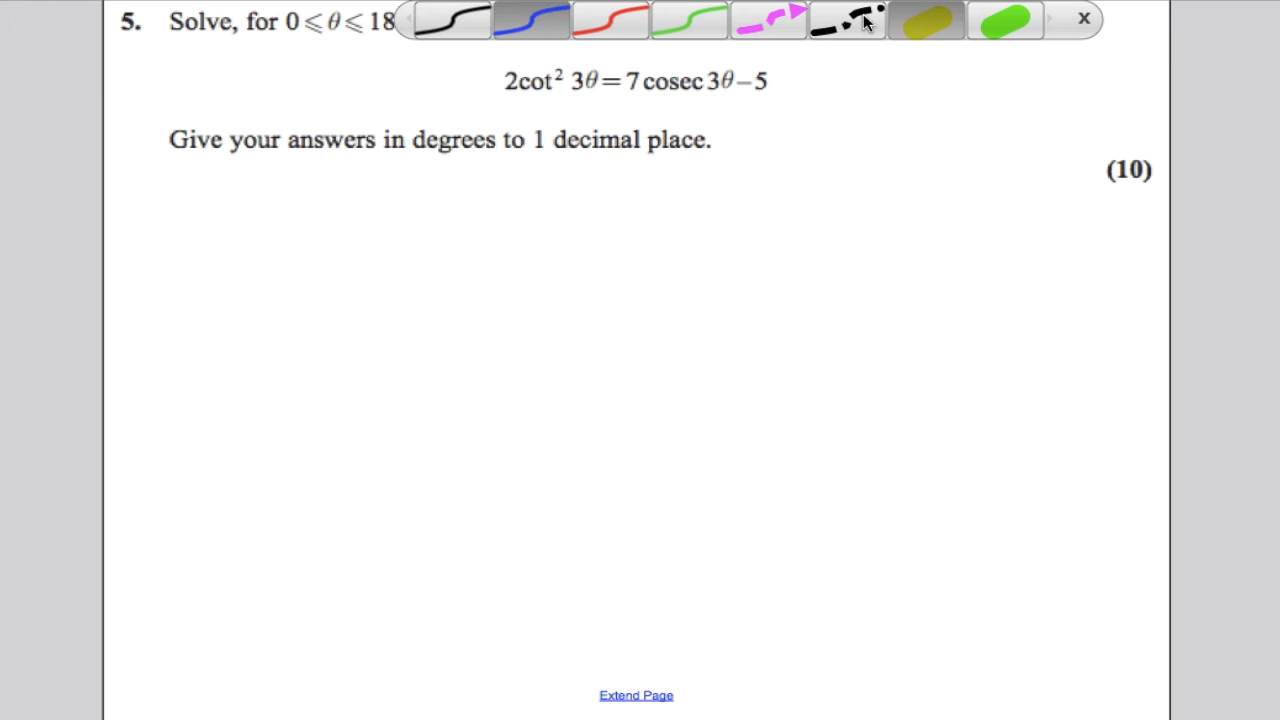 5. Solve, for 0 ⩽ θ ⩽ 18
x
2cot² 3θ = 7 cosec 3θ – 5
Give your answers in degrees to 1 decimal place.
(10)
Extend Page